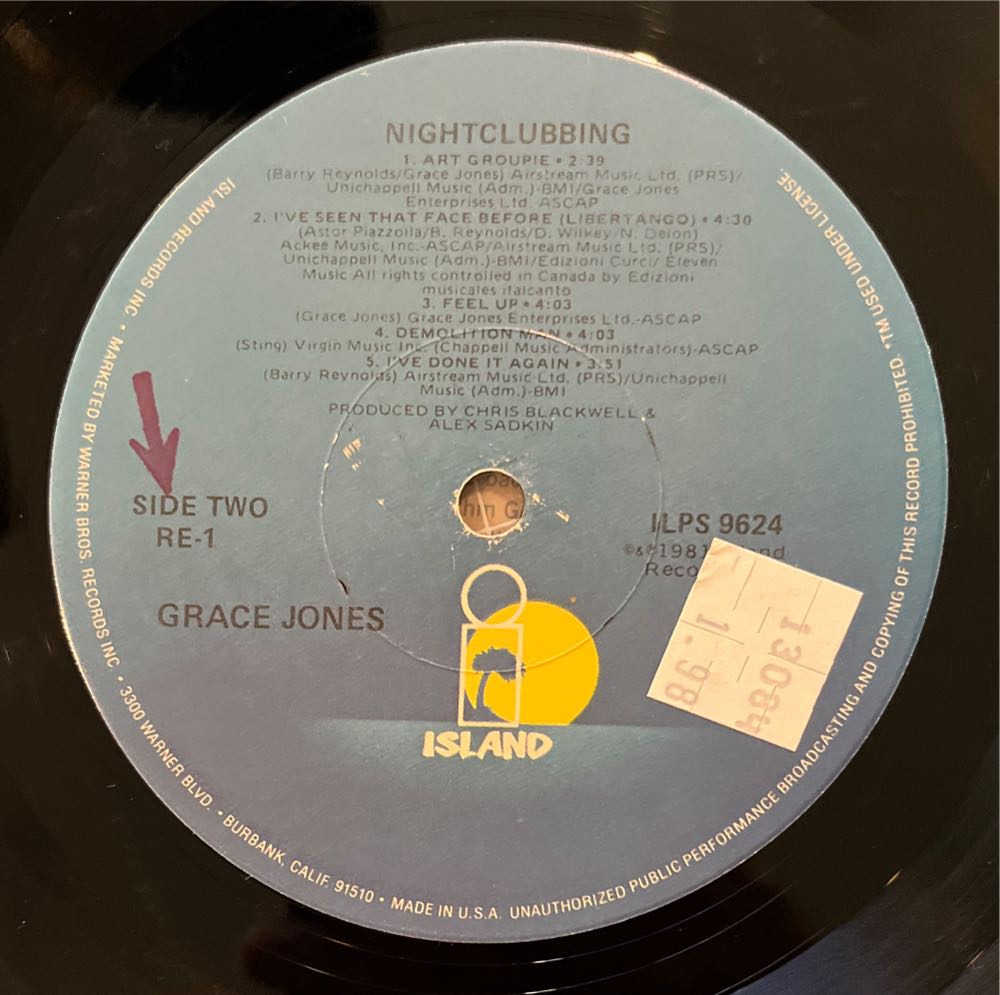 NIGHTCLUBBING
1. ART GROUPIE • 2:39
(Barry Reynolds/Grace Jones) Airstream Music Ltd. (PRS)/
Unichappell Music (Adm.)-BMI/Grace Jones
Enterprises Ltd. ASCAP
2. I'VE SEEN THAT FACE BEFORE (LIBERTANGO) • 4:30
(Astor Piazzolla/B. Reynolds/D. Wilkey/N. Delon)
Ackee Music, Inc.-ASCAP/Airstream Music Ltd. (PRS)/
Unichappell Music (Adm.)-BMI/Edizioni Curci/ Eleven
Music All rights controlled in Canada by Edizioni
musicales italcanto
3. FEEL UP • 4:03
(Grace Jones) Grace Jones Enterprises Ltd.-ASCAP
4. DEMOLITION MAN • 4:03
(Sting) Virgin Music Inc. (Chappell Music Administrators)-ASCAP
5. I'VE DONE IT AGAIN • 3:51
(Barry Reynolds) Airstream Music Ltd. (PRS)/Unichappell
Music (Adm.)-BMI
PRODUCED BY CHRIS BLACKWELL &
ALEX SADKIN
SIDE TWO
RE-1
ILPS 9624
©&℗1981
GRACE JONES
13084
1.98
ISLAND
ISLAND RECORDS INC. • MARKETED BY WARNER BROS. RECORDS INC. • 3300 WARNER BLVD. • BURBANK, CALIF. 91510 • MADE IN U.S.A. UNAUTHORIZED PUBLIC PERFORMANCE BROADCASTING AND COPYING OF THIS RECORD PROHIBITED. *TM USED UNDER LICENSE.